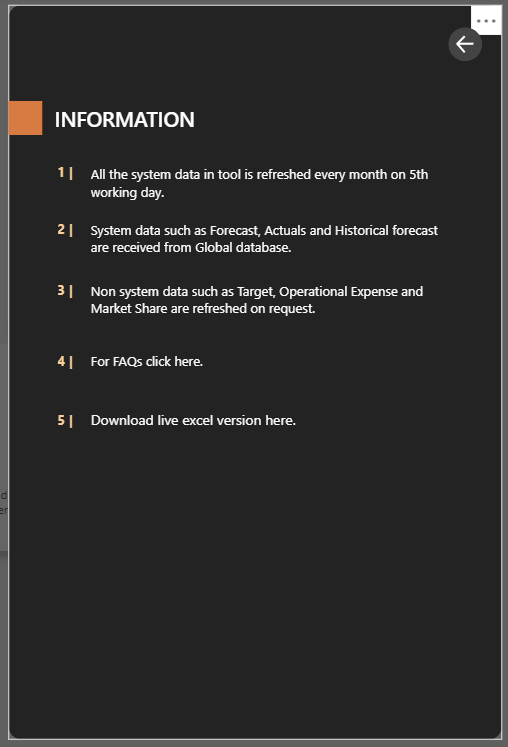 INFORMATION
1 | All the system data in tool is refreshed every month on 5th
working day.
2 | System data such as Forecast, Actuals and Historical forecast
are received from Global database.
3 | Non system data such as Target, Operational Expense and
Market Share are refreshed on request.
4 | For FAQs click here.
5 | Download live excel version here.